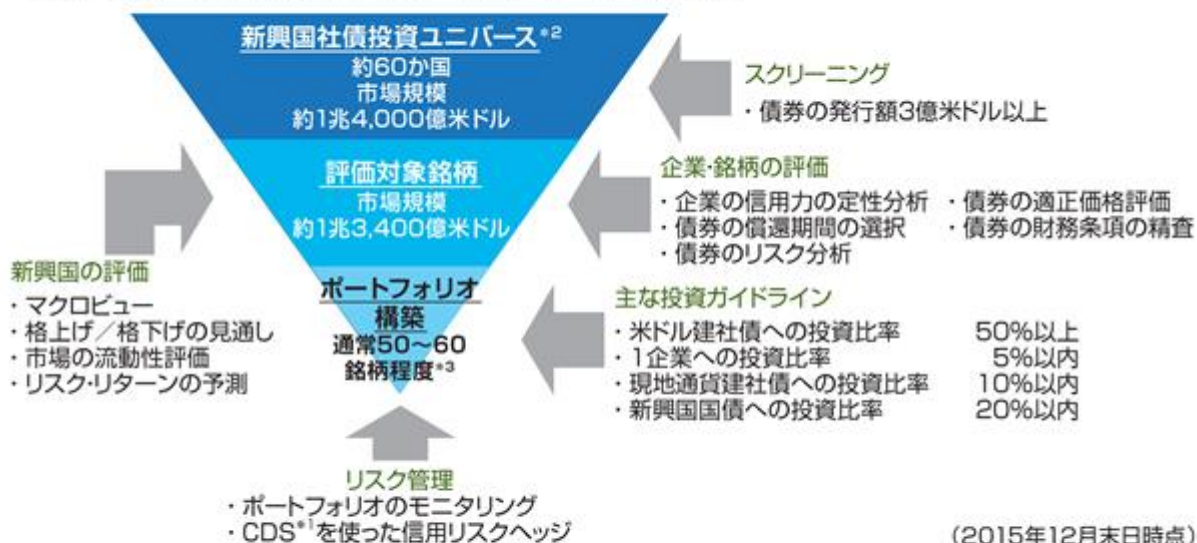 新興国社債投資ユニバース*2
約60か国
市場規模
約1兆4,000億米ドル
スクリーニング
・債券の発行額3億米ドル以上
評価対象銘柄
市場規模
約1兆3,400億米ドル
企業・銘柄の評価
・企業の信用力の定性分析 ・債券の適正価格評価
・債券の償還期間の選択 ・債券の財務条項の精査
・債券のリスク分析
新興国の評価
・マクロビュー
・格上げ／格下げの見通し
・市場の流動性評価
・リスク・リターンの予測
ポートフォリオ
構築
通常50〜60
銘柄程度*3
主な投資ガイドライン
・米ドル建社債への投資比率 50%以上
・1企業への投資比率 5%以内
・現地通貨建社債への投資比率 10%以内
・新興国国債への投資比率 20%以内
リスク管理
・ポートフォリオのモニタリング
・CDS*1を使った信用リスクヘッジ
（2015年12月末日時点）